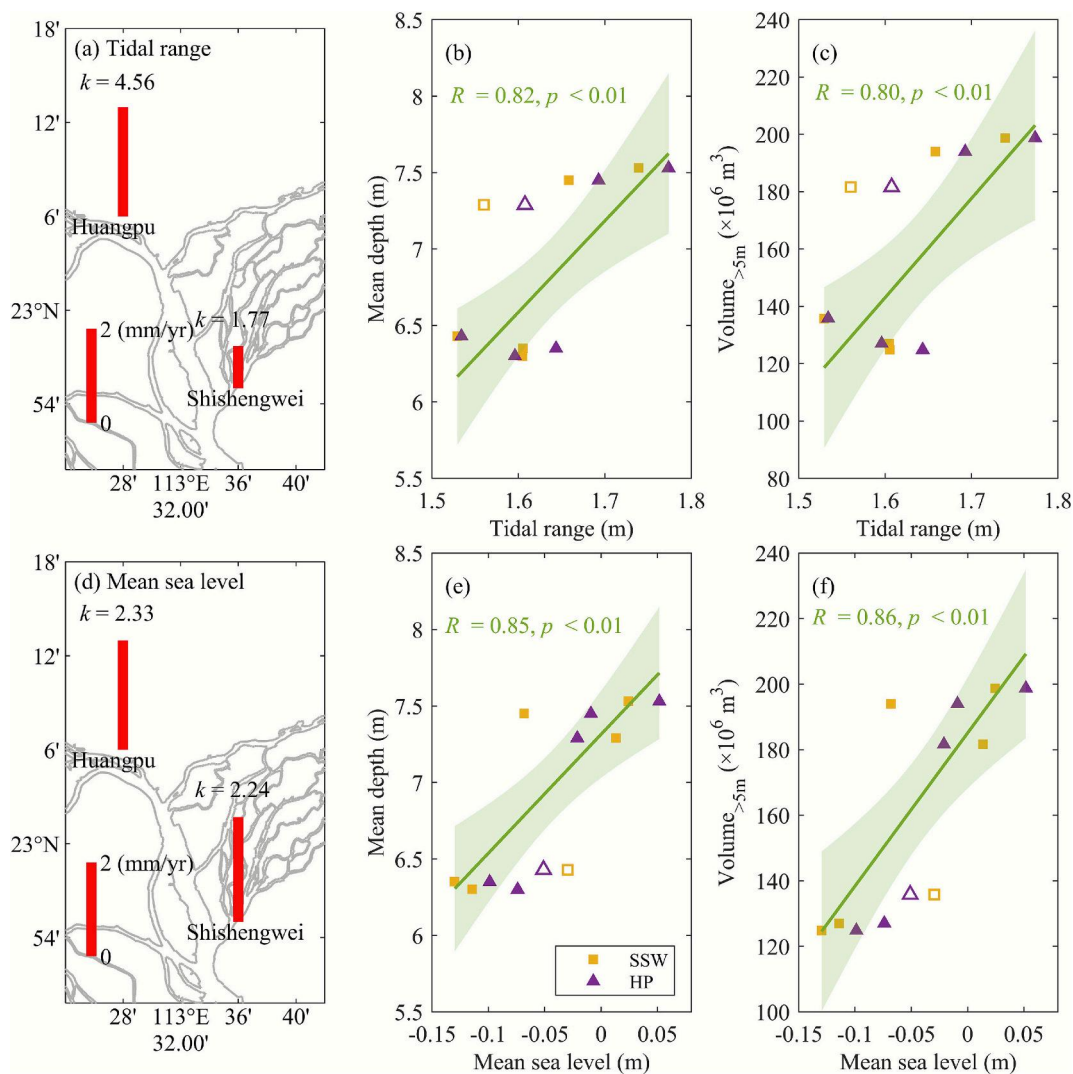 (a) Tidal range
k = 4.56
18'
12'
6'
Huangpu
23°N
2 (mm/yr)
k = 1.77
0
Shishengwei
54'
28' 113°E 36' 40'
32.00'
(b)
R = 0.82, p < 0.01
Mean depth (m)
8.5
8
7.5
7
6.5
6
5.5
1.5 1.6 1.7 1.8
Tidal range (m)
(c)
R = 0.80, p < 0.01
Volume>5m (×10⁶ m³)
240
220
200
180
160
140
120
100
80
1.5 1.6 1.7 1.8
Tidal range (m)
(d) Mean sea level
k = 2.33
18'
12'
6'
Huangpu
k = 2.24
23°N
2 (mm/yr)
Shishengwei
0
54'
28' 113°E 36' 40'
32.00'
(e)
R = 0.85, p < 0.01
Mean depth (m)
8.5
8
7.5
7
6.5
6
5.5
SSW
HP
-0.15 -0.1 -0.05 0 0.05
Mean sea level (m)
(f)
R = 0.86, p < 0.01
Volume>5m (×10⁶ m³)
240
220
200
180
160
140
120
100
-0.15 -0.1 -0.05 0 0.05
Mean sea level (m)